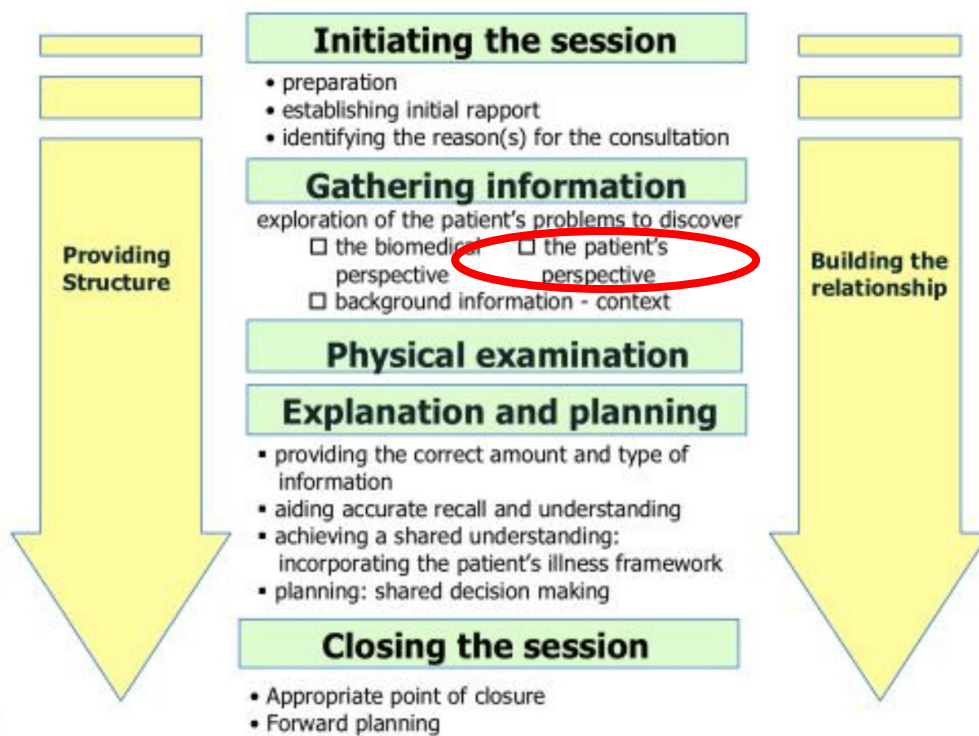 Initiating the session
• preparation
• establishing initial rapport
• identifying the reason(s) for the consultation
Gathering information
exploration of the patient's problems to discover
☐ the biomedical ☐ the patient's
perspective perspective
☐ background information - context
Providing
Structure
Building the
relationship
Physical examination
Explanation and planning
▪ providing the correct amount and type of
information
▪ aiding accurate recall and understanding
▪ achieving a shared understanding:
incorporating the patient's illness framework
▪ planning: shared decision making
Closing the session
• Appropriate point of closure
• Forward planning